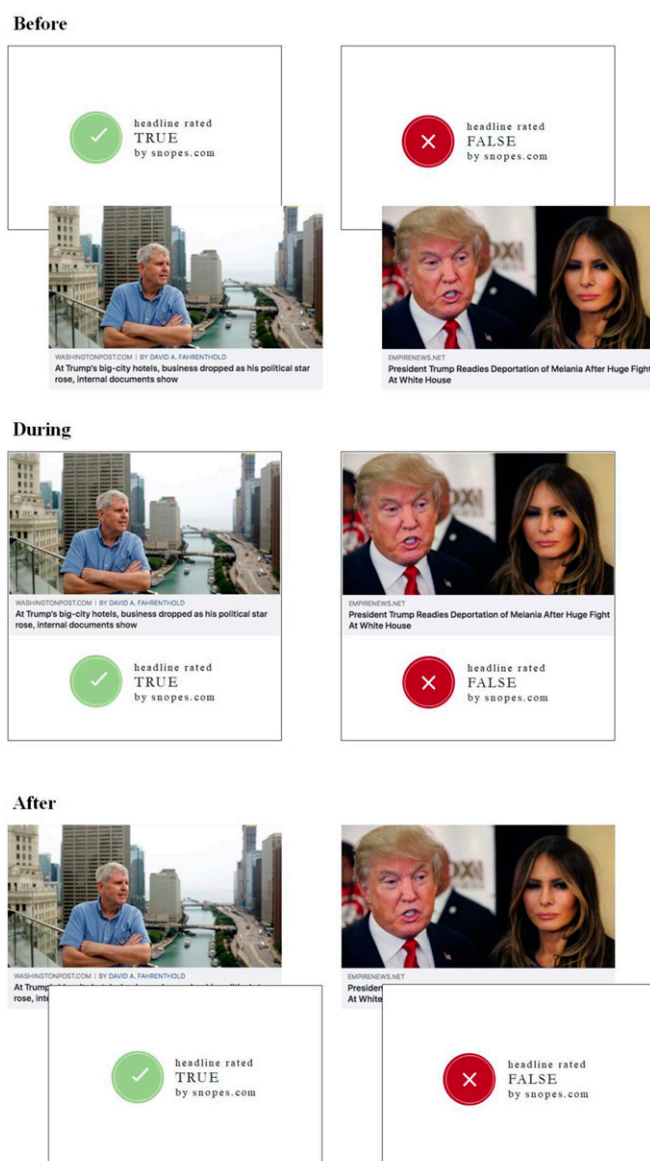 Before
headline rated
TRUE
by snopes.com
headline rated
FALSE
by snopes.com
WASHINGTONPOST.COM | BY DAVID A. FAHRENTHOLD
At Trump's big-city hotels, business dropped as his political star
rose, internal documents show
EMPIRENEWS.NET
President Trump Readies Deportation of Melania After Huge Fight
At White House
During
WASHINGTONPOST.COM | BY DAVID A. FAHRENTHOLD
At Trump's big-city hotels, business dropped as his political star
rose, internal documents show
headline rated
TRUE
by snopes.com
EMPIRENEWS.NET
President Trump Readies Deportation of Melania After Huge Fight
At White House
headline rated
FALSE
by snopes.com
After
WASHINGTONPOST.COM | BY DAVID A. FAHRENTHOLD
At Trump
rose, inte
EMPIRENEWS.NET
Presiden
At White
headline rated
TRUE
by snopes.com
headline rated
FALSE
by snopes.com